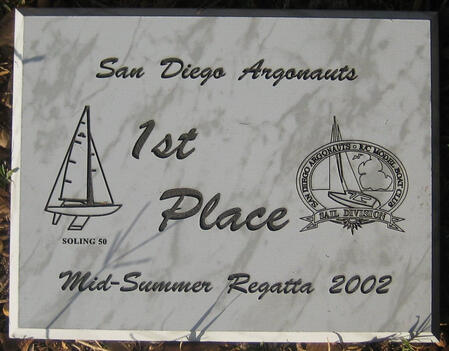 San Diego Argonauts
1st
Place
SOLING 50
SAN DIEGO ARGONAUTS R/C MODEL BOAT CLUB
SAIL DIVISION
Mid-Summer Regatta 2002